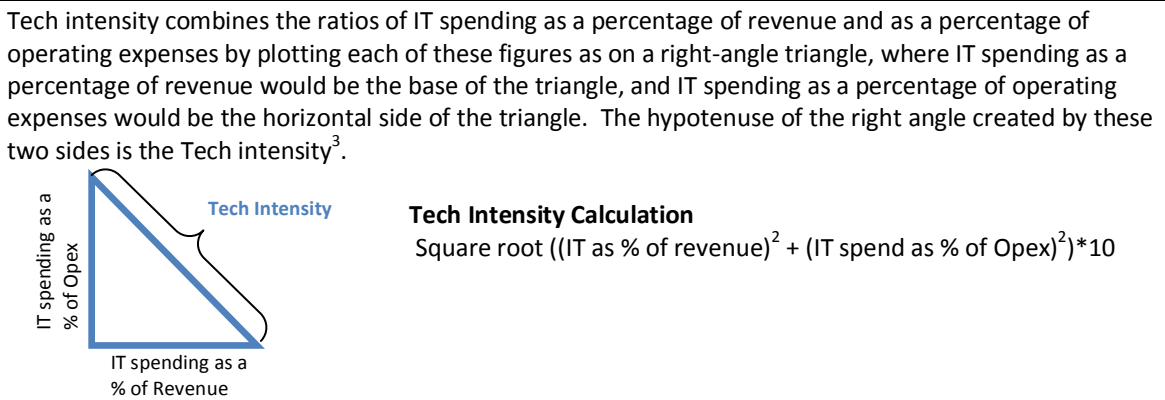 Tech intensity combines the ratios of IT spending as a percentage of revenue and as a percentage of
operating expenses by plotting each of these figures as on a right-angle triangle, where IT spending as a
percentage of revenue would be the base of the triangle, and IT spending as a percentage of operating
expenses would be the horizontal side of the triangle.  The hypotenuse of the right angle created by these
two sides is the Tech intensity³.
IT spending as a
% of Opex
Tech Intensity
IT spending as a
% of Revenue
Tech Intensity Calculation
Square root ((IT as % of revenue)² + (IT spend as % of Opex)²)*10